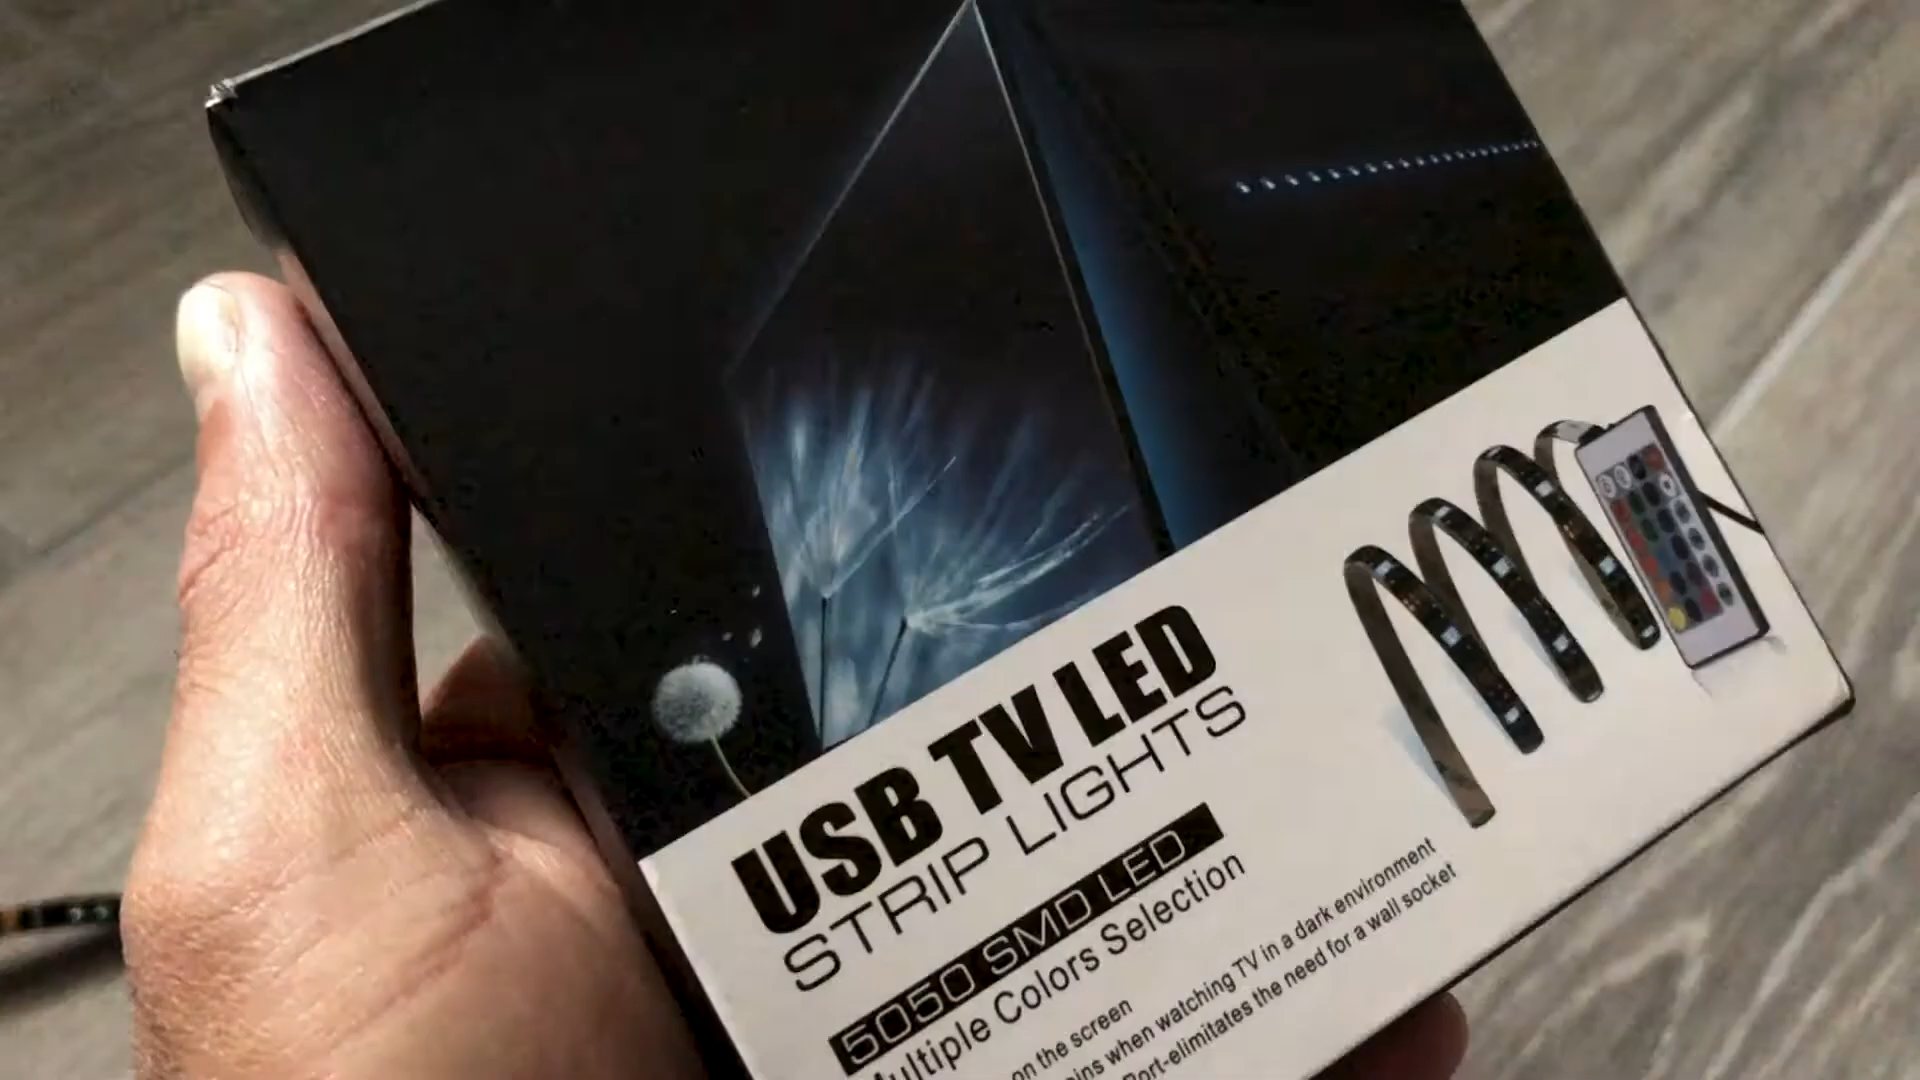 USB TV LED
STRIP LIGHTS
5050 SMD LED
Multiple Colors Selection
on the screen
when watching TV in a dark environment
Port-elimitates the need for a wall socket